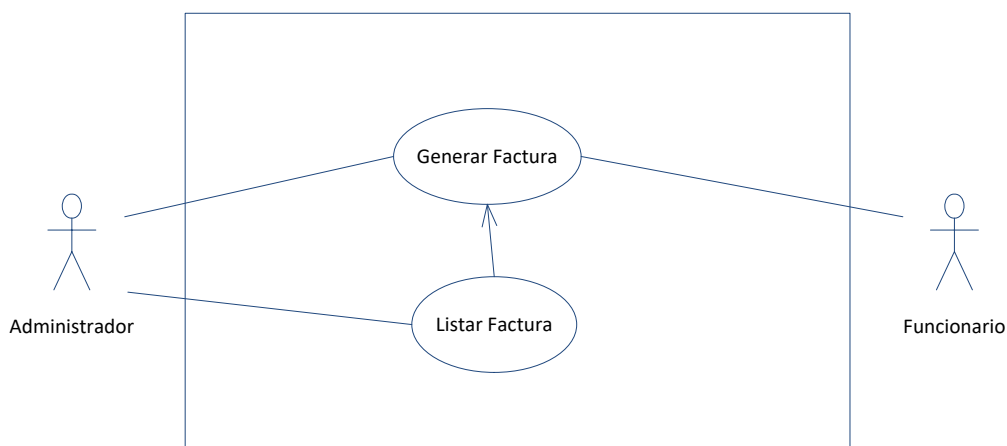 Generar Factura
Listar Factura
Administrador
Funcionario